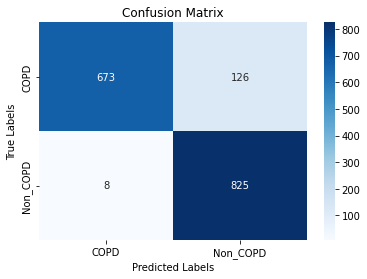 Confusion Matrix
True Labels
COPD
Non_COPD
673 126
8 825
COPD Non_COPD
Predicted Labels
800
700
600
500
400
300
200
100